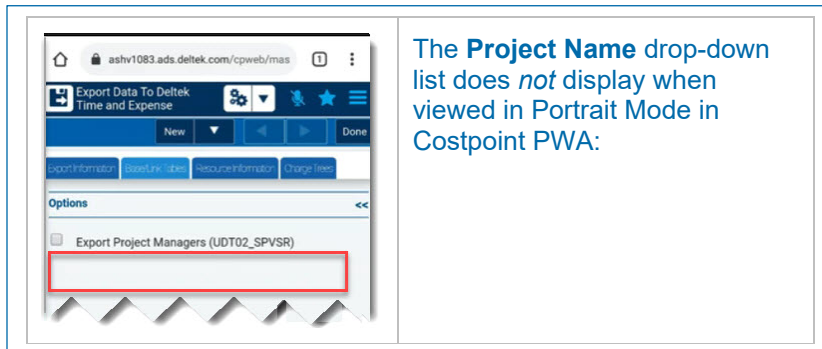 ashv1083.ads.deltek.com/cpweb/mas 1
Export Data To Deltek
Time and Expense
New Done
Export Information Base/Link Tables Resource Information Charge Trees
Options <<
Export Project Managers (UDT02_SPVSR)
The Project Name drop-down
list does not display when
viewed in Portrait Mode in
Costpoint PWA: